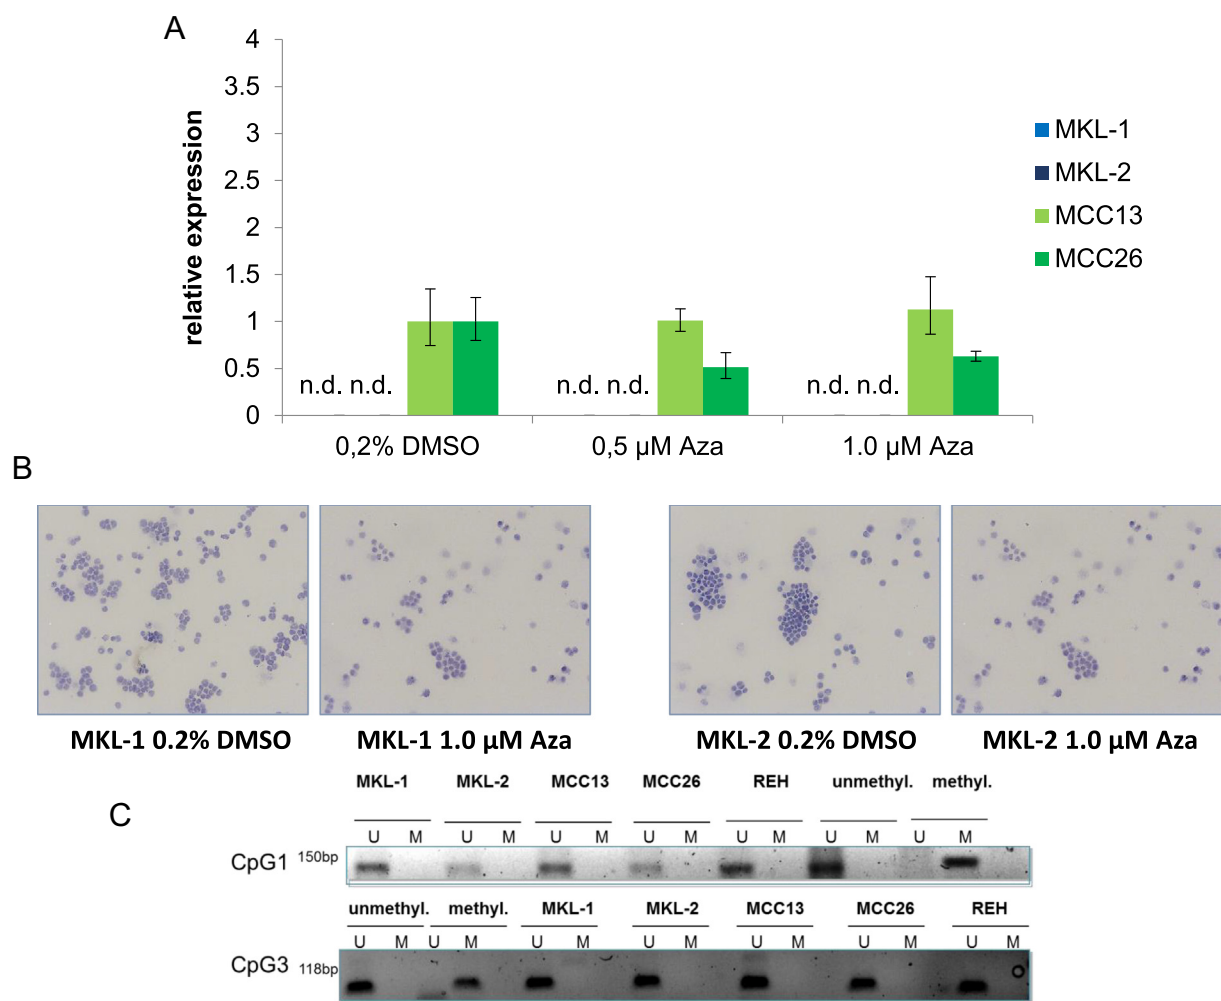 A
relative expression
4
3.5
3
2.5
2
1.5
1
0.5
0
n.d. n.d.
n.d. n.d.
n.d. n.d.
0,2% DMSO
0,5 µM Aza
1.0 µM Aza
MKL-1
MKL-2
MCC13
MCC26
B
MKL-1 0.2% DMSO
MKL-1 1.0 µM Aza
MKL-2 0.2% DMSO
MKL-2 1.0 µM Aza
C
MKL-1 MKL-2 MCC13 MCC26 REH unmethyl. methyl.
U M U M U M U M U M U M U M
CpG1 150bp
unmethyl. methyl. MKL-1 MKL-2 MCC13 MCC26 REH
U M U M U M U M U M U M U M
CpG3 118bp